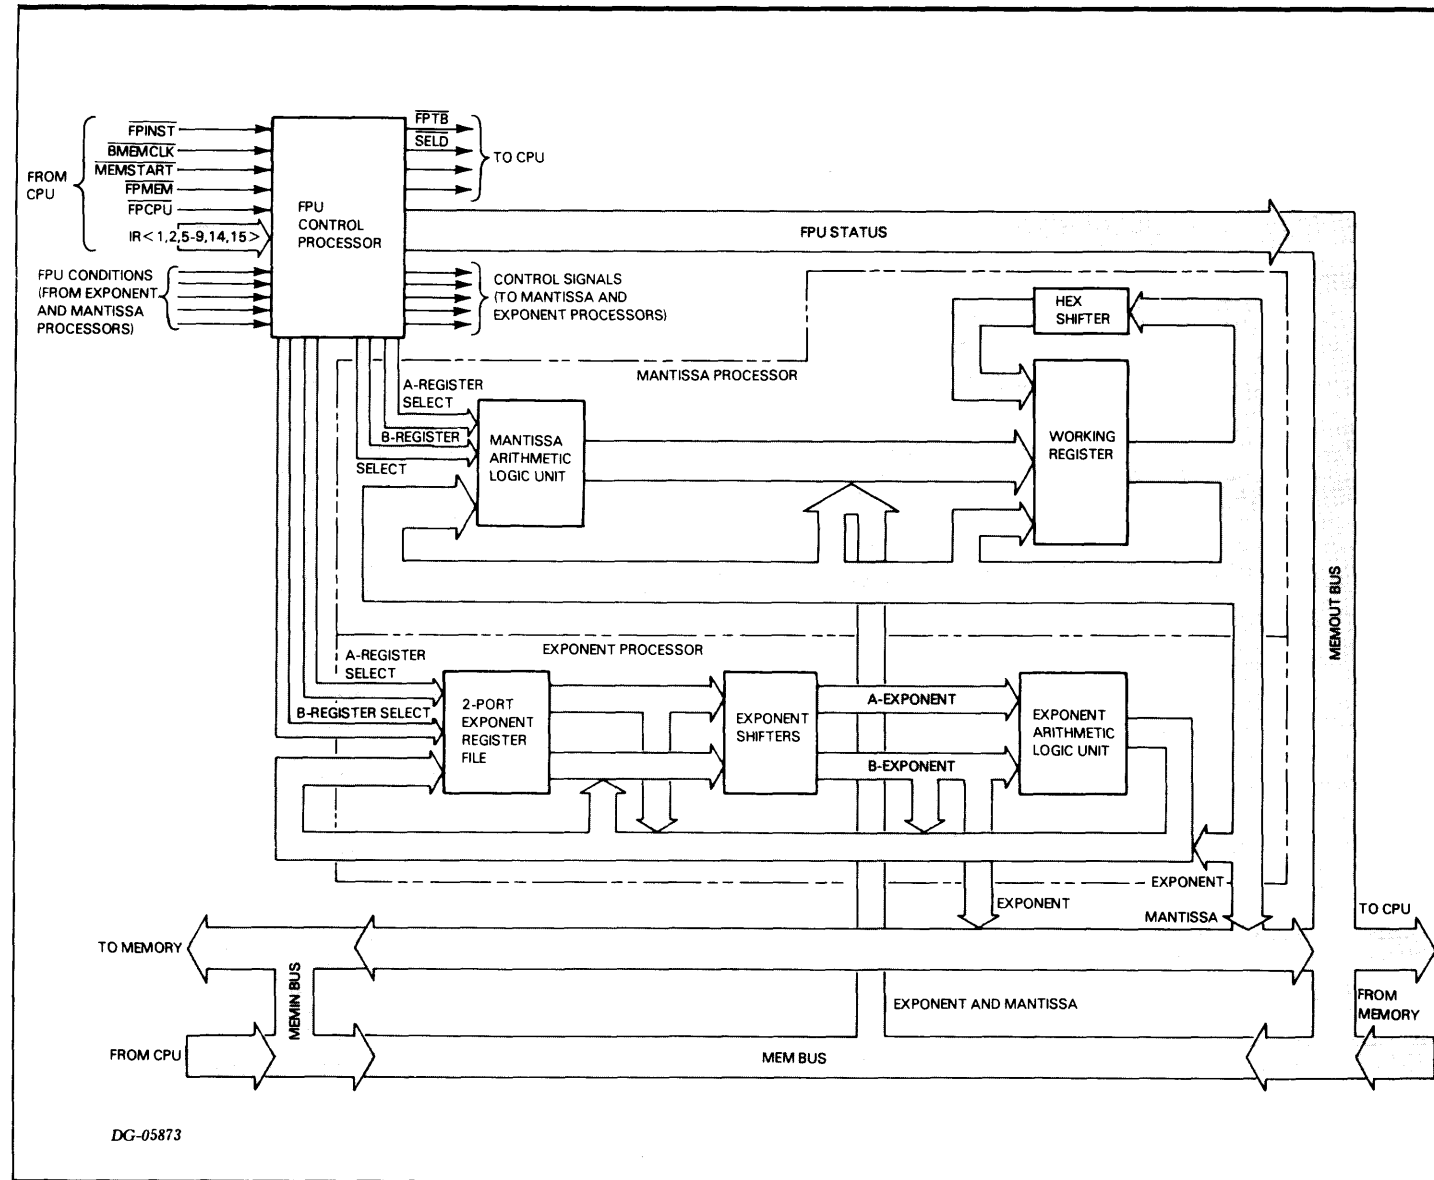 FROM
CPU
FPINST
BMEMCLK
MEMSTART
FPMEM
FPCPU
IR<1,2,5-9,14,15>
FPU CONDITIONS
(FROM EXPONENT
AND MANTISSA
PROCESSORS)
FPU
CONTROL
PROCESSOR
FPTB
SELD
TO CPU
FPU STATUS
CONTROL SIGNALS
(TO MANTISSA AND
EXPONENT PROCESSORS)
HEX
SHIFTER
MANTISSA PROCESSOR
A-REGISTER
SELECT
B-REGISTER
SELECT
MANTISSA
ARITHMETIC
LOGIC UNIT
WORKING
REGISTER
MEMOUT BUS
EXPONENT PROCESSOR
A-REGISTER
SELECT
B-REGISTER SELECT
2-PORT
EXPONENT
REGISTER
FILE
EXPONENT
SHIFTERS
A-EXPONENT
B-EXPONENT
EXPONENT
ARITHMETIC
LOGIC UNIT
EXPONENT
EXPONENT
MANTISSA
TO CPU
TO MEMORY
MEMIN BUS
EXPONENT AND MANTISSA
FROM
MEMORY
FROM CPU
MEM BUS
DG-05873